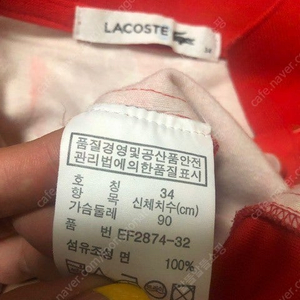 LACOSTE
34
품질경영및공산품안전
관리법에의한품질표시
호 칭 34
항 목 신체치수(cm)
가슴둘레 90
품 번 EF2874-32
섬유조성 면 100%
cafe.naver.com